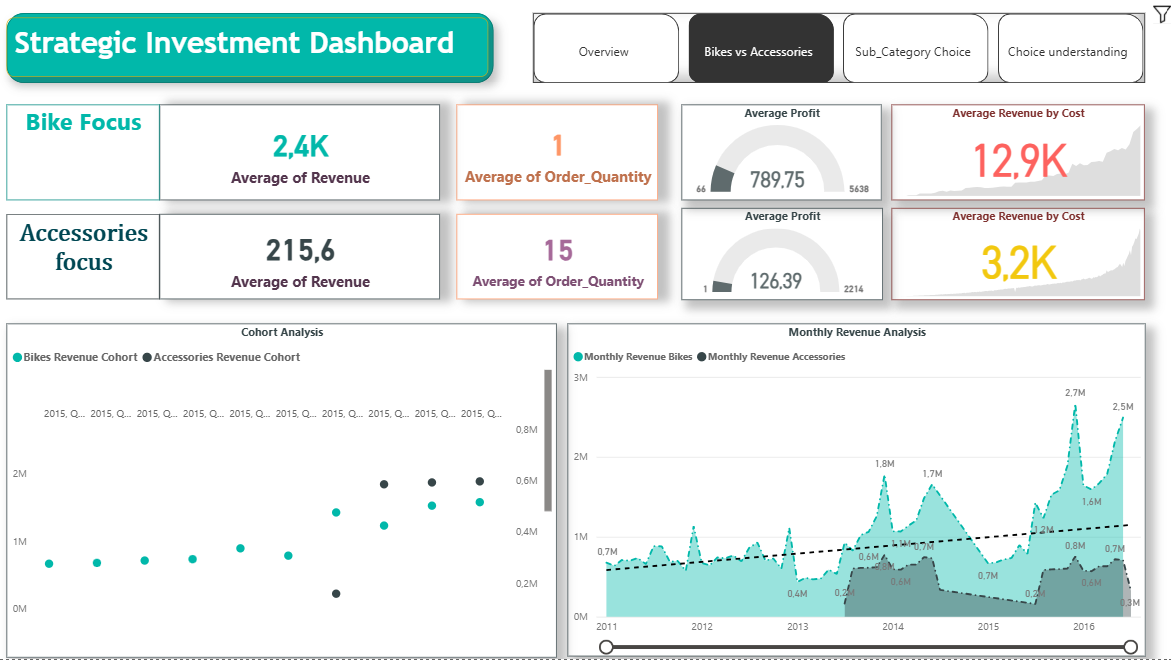 Strategic Investment Dashboard
Overview
Bikes vs Accessories
Sub_Category Choice
Choice understanding
Bike Focus
2,4K
Average of Revenue
1
Average of Order_Quantity
Average Profit
66
789,75
5638
Average Revenue by Cost
12,9K
Accessories
focus
215,6
Average of Revenue
15
Average of Order_Quantity
Average Profit
1
126,39
2214
Average Revenue by Cost
3,2K
Cohort Analysis
Bikes Revenue Cohort Accessories Revenue Cohort
2015, Q... 2015, Q... 2015, Q... 2015, Q... 2015, Q... 2015, Q... 2015, Q... 2015, Q... 2015, Q... 2015, Q...
0,8M
2M
0,6M
1M
0,4M
0,2M
0M
Monthly Revenue Analysis
Monthly Revenue Bikes Monthly Revenue Accessories
3M
2,7M
2,5M
2M
1,8M
1,7M
1,6M
1,2M
1M
0,7M
1,1M
0,7M
0,6M
0,8M
0,7M
0,6M
0,7M
0,6M
0,4M
0,2M
0,2M
0,3M
0M
2011 2012 2013 2014 2015 2016